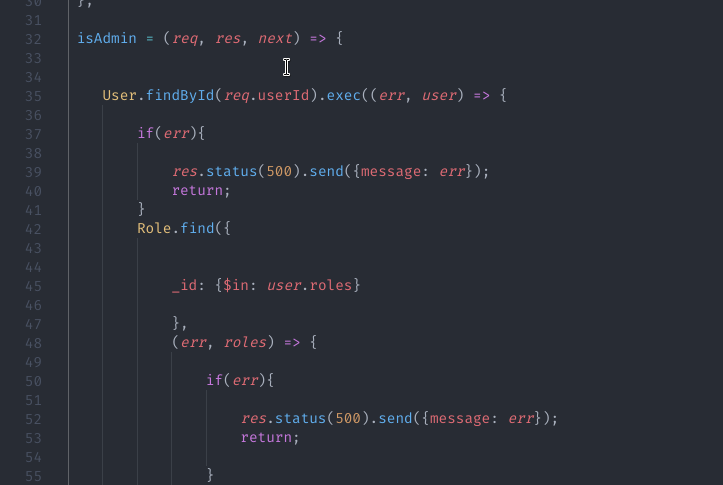 30 },
31
32 isAdmin = (req, res, next) => {
33
34
35 User.findById(req.userId).exec((err, user) => {
36
37 if(err){
38
39 res.status(500).send({message: err});
40 return;
41 }
42 Role.find({
43
44
45 _id: {$in: user.roles}
46
47 },
48 (err, roles) => {
49
50 if(err){
51
52 res.status(500).send({message: err});
53 return;
54
55 }